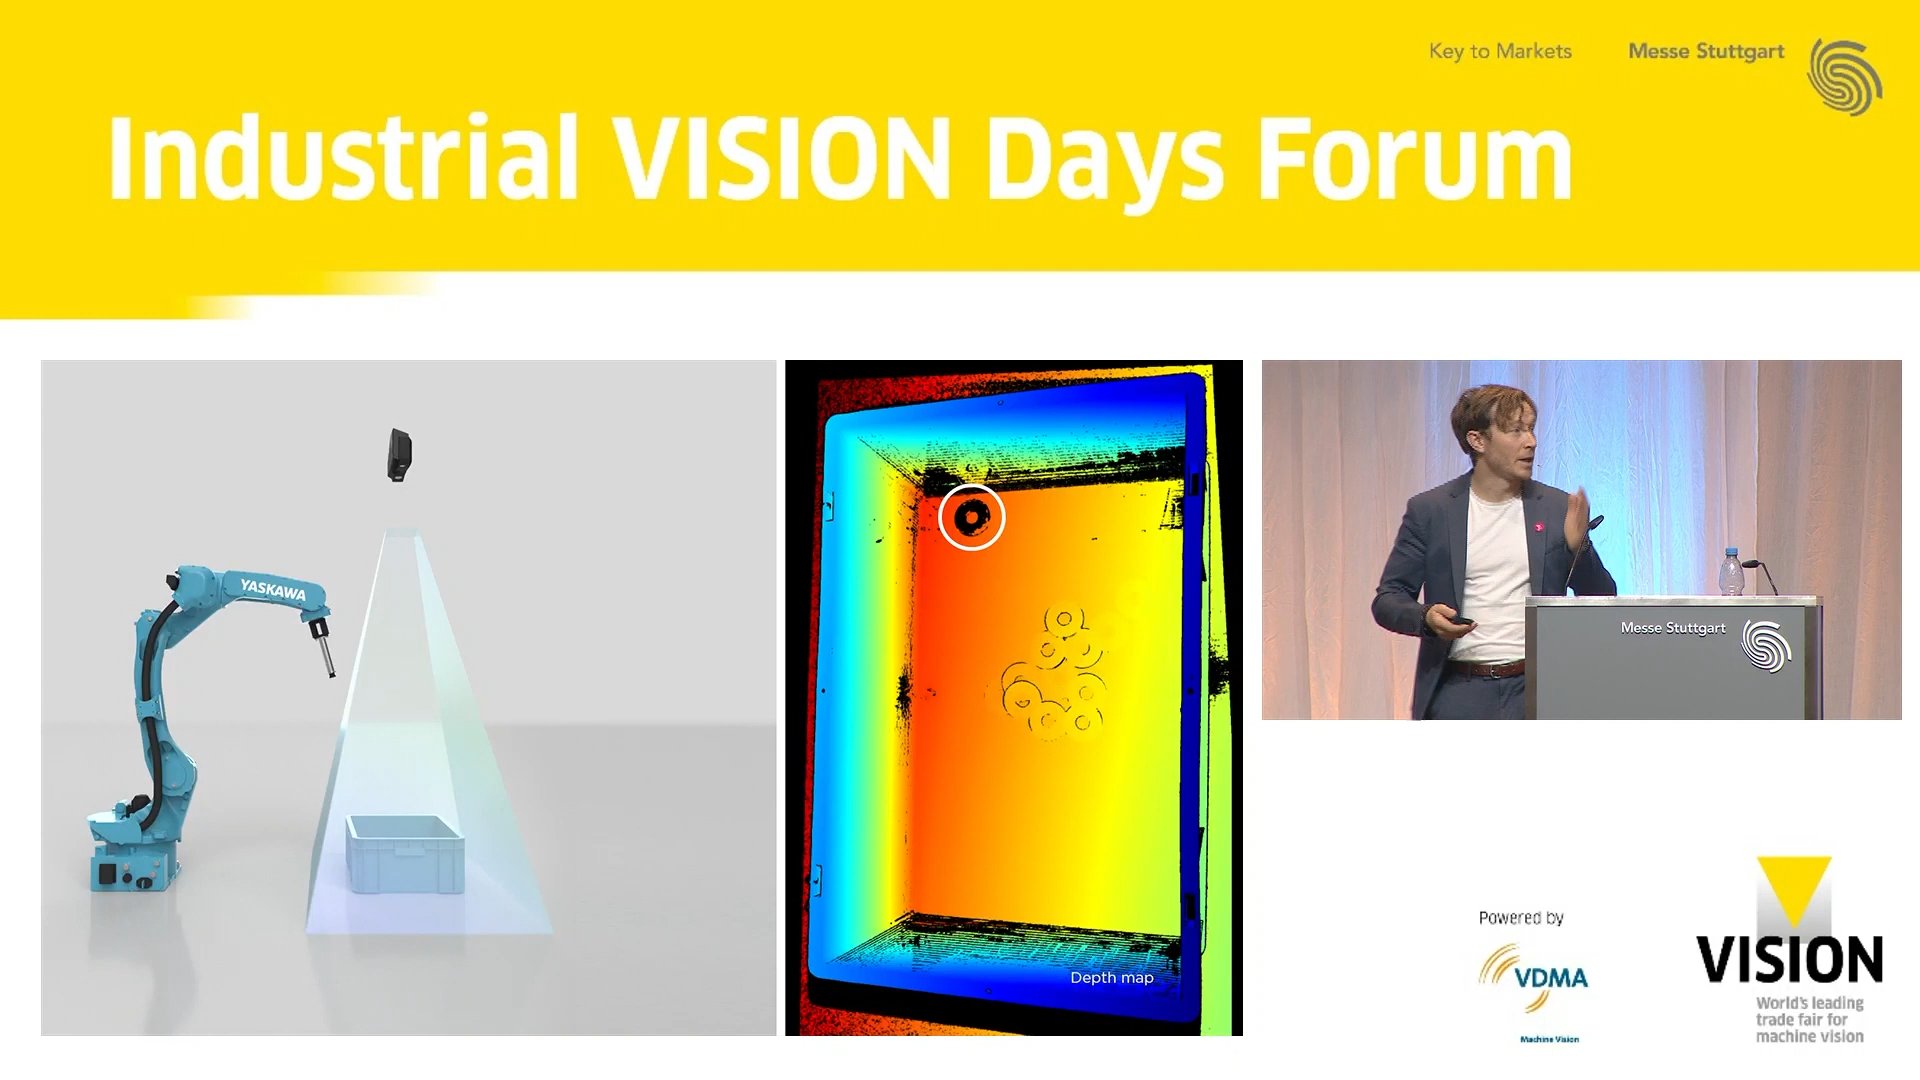 Key to Markets
Messe Stuttgart
Industrial VISION Days Forum
YASKAWA
Depth map
Messe Stuttgart
Powered by
VDMA
Machine Vision
VISION
World's leading
trade fair for
machine vision